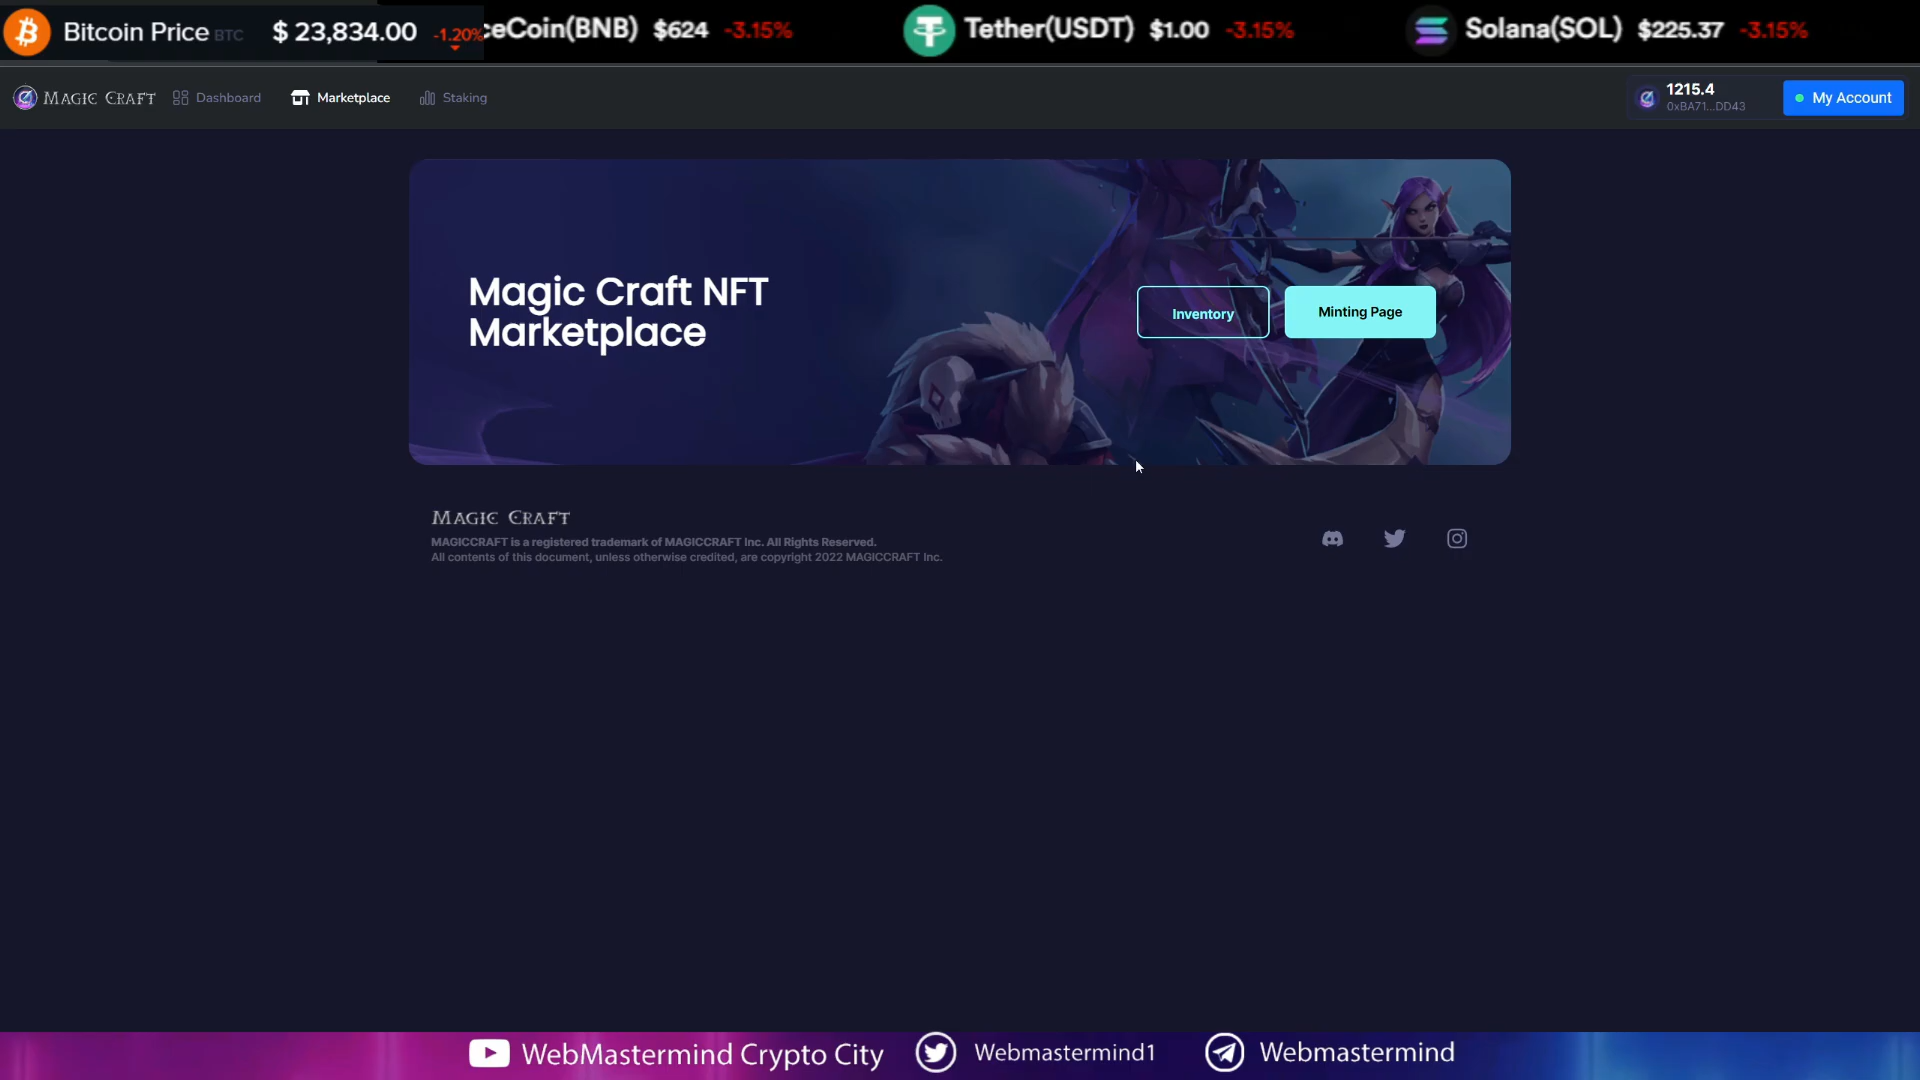 Bitcoin Price BTC $ 23,834.00 -1.20%
ceCoin(BNB) $624 -3.15%
Tether(USDT) $1.00 -3.15%
Solana(SOL) $225.37 -3.15%
MAGIC CRAFT
Dashboard
Marketplace
Staking
1215.4
0xBA71...DD43
My Account
Magic Craft NFT
Marketplace
Inventory
Minting Page
MAGIC CRAFT
MAGICCRAFT is a registered trademark of MAGICCRAFT Inc. All Rights Reserved.
All contents of this document, unless otherwise credited, are copyright 2022 MAGICCRAFT Inc.
WebMastermind Crypto City
Webmastermind1
Webmastermind